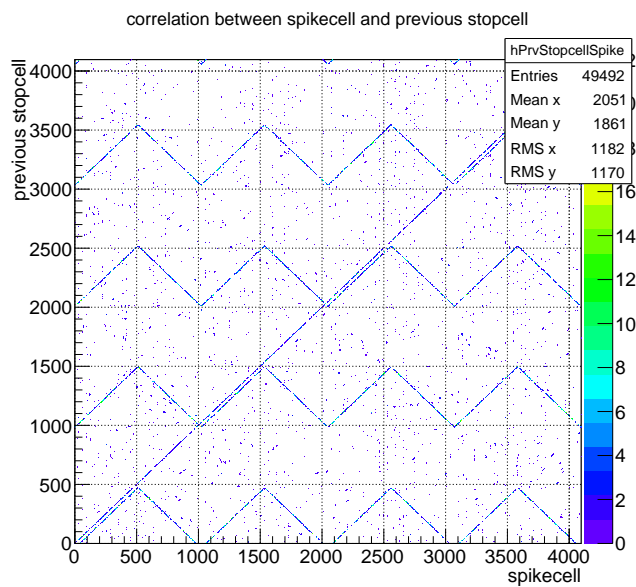 correlation between spikecell and previous stopcell
hPrvStopcellSpike
Entries 49492
Mean x 2051
Mean y 1861
RMS x 1182
RMS y 1170
previous stopcell
4000
3500
3000
2500
2000
1500
1000
500
0
0 500 1000 1500 2000 2500 3000 3500 4000
spikecell
16
14
12
10
8
6
4
2
0